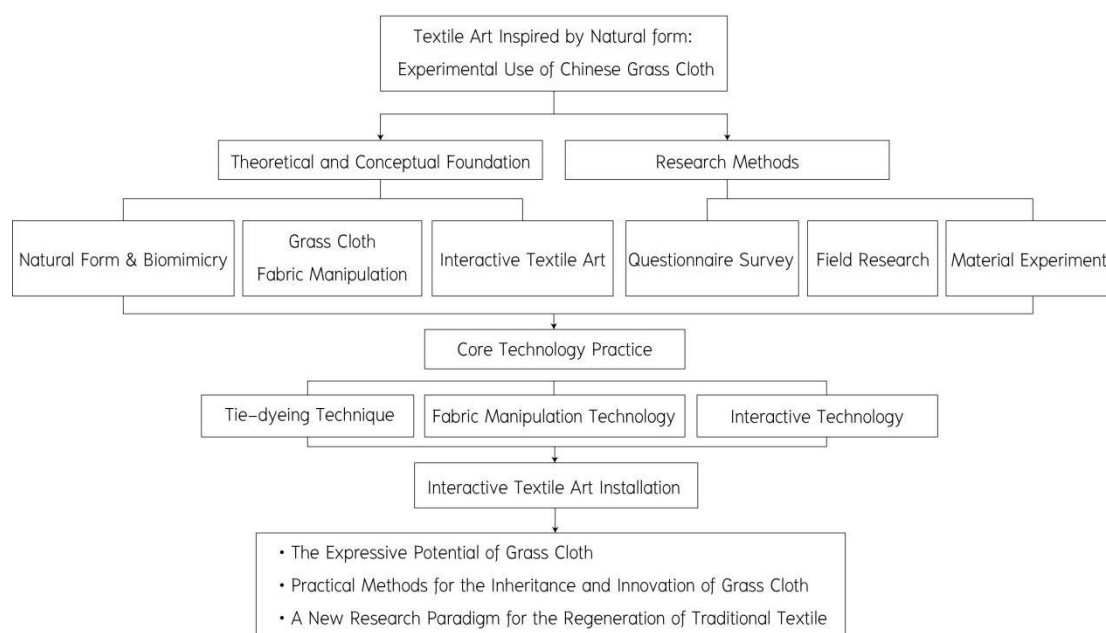 Textile Art Inspired by Natural form:
Experimental Use of Chinese Grass Cloth
Theoretical and Conceptual Foundation
Research Methods
Natural Form & Biomimicry
Grass Cloth
Fabric Manipulation
Interactive Textile Art
Questionnaire Survey
Field Research
Material Experiment
Core Technology Practice
Tie-dyeing Technique
Fabric Manipulation Technology
Interactive Technology
Interactive Textile Art Installation
• The Expressive Potential of Grass Cloth
• Practical Methods for the Inheritance and Innovation of Grass Cloth
• A New Research Paradigm for the Regeneration of Traditional Textile